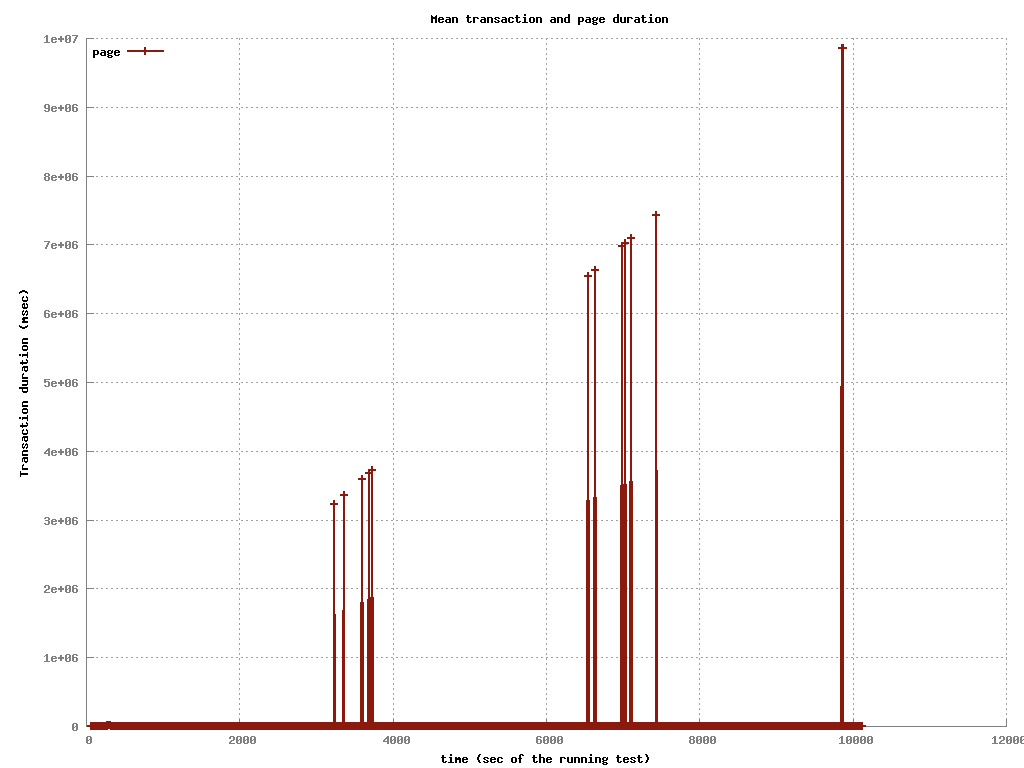 Mean transaction and page duration
1e+07
page
9e+06
8e+06
7e+06
6e+06
5e+06
4e+06
3e+06
2e+06
1e+06
0
Transaction duration (msec)
0 2000 4000 6000 8000 10000 12000
time (sec of the running test)